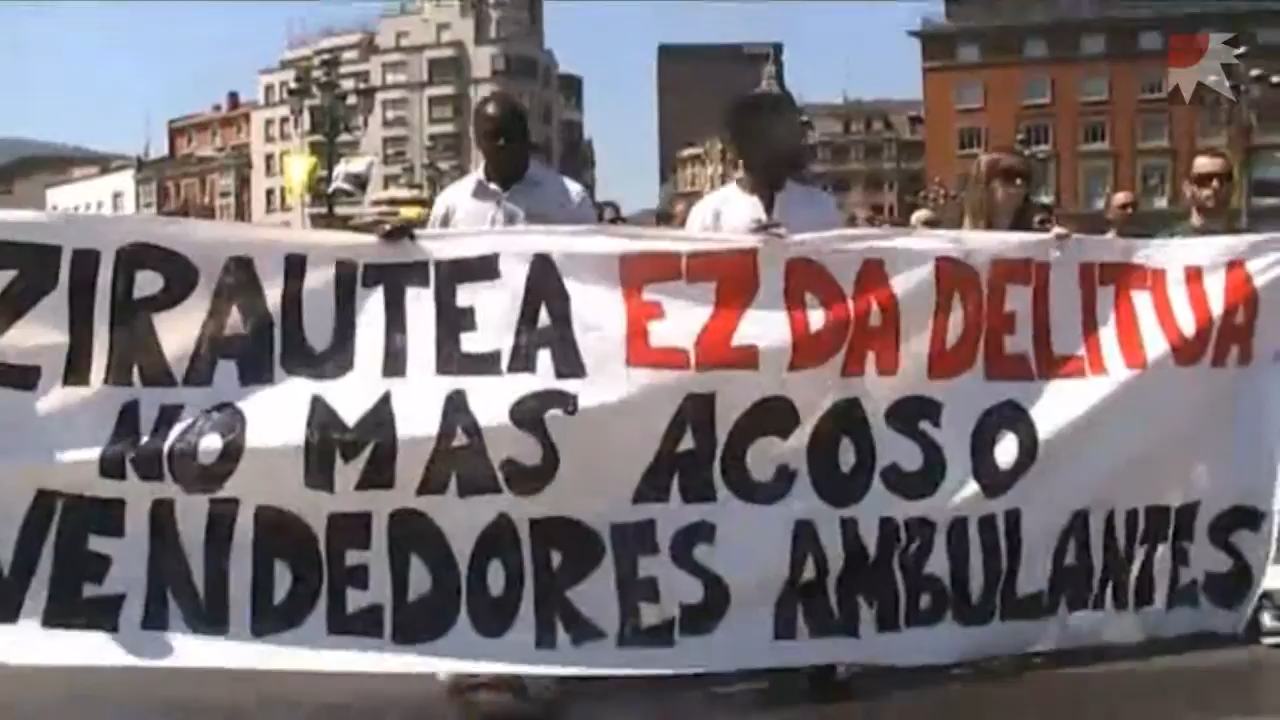 ZIRAUTEA EZ DA DELITUA
NO MAS ACOSO
VENDEDORES AMBULANTES